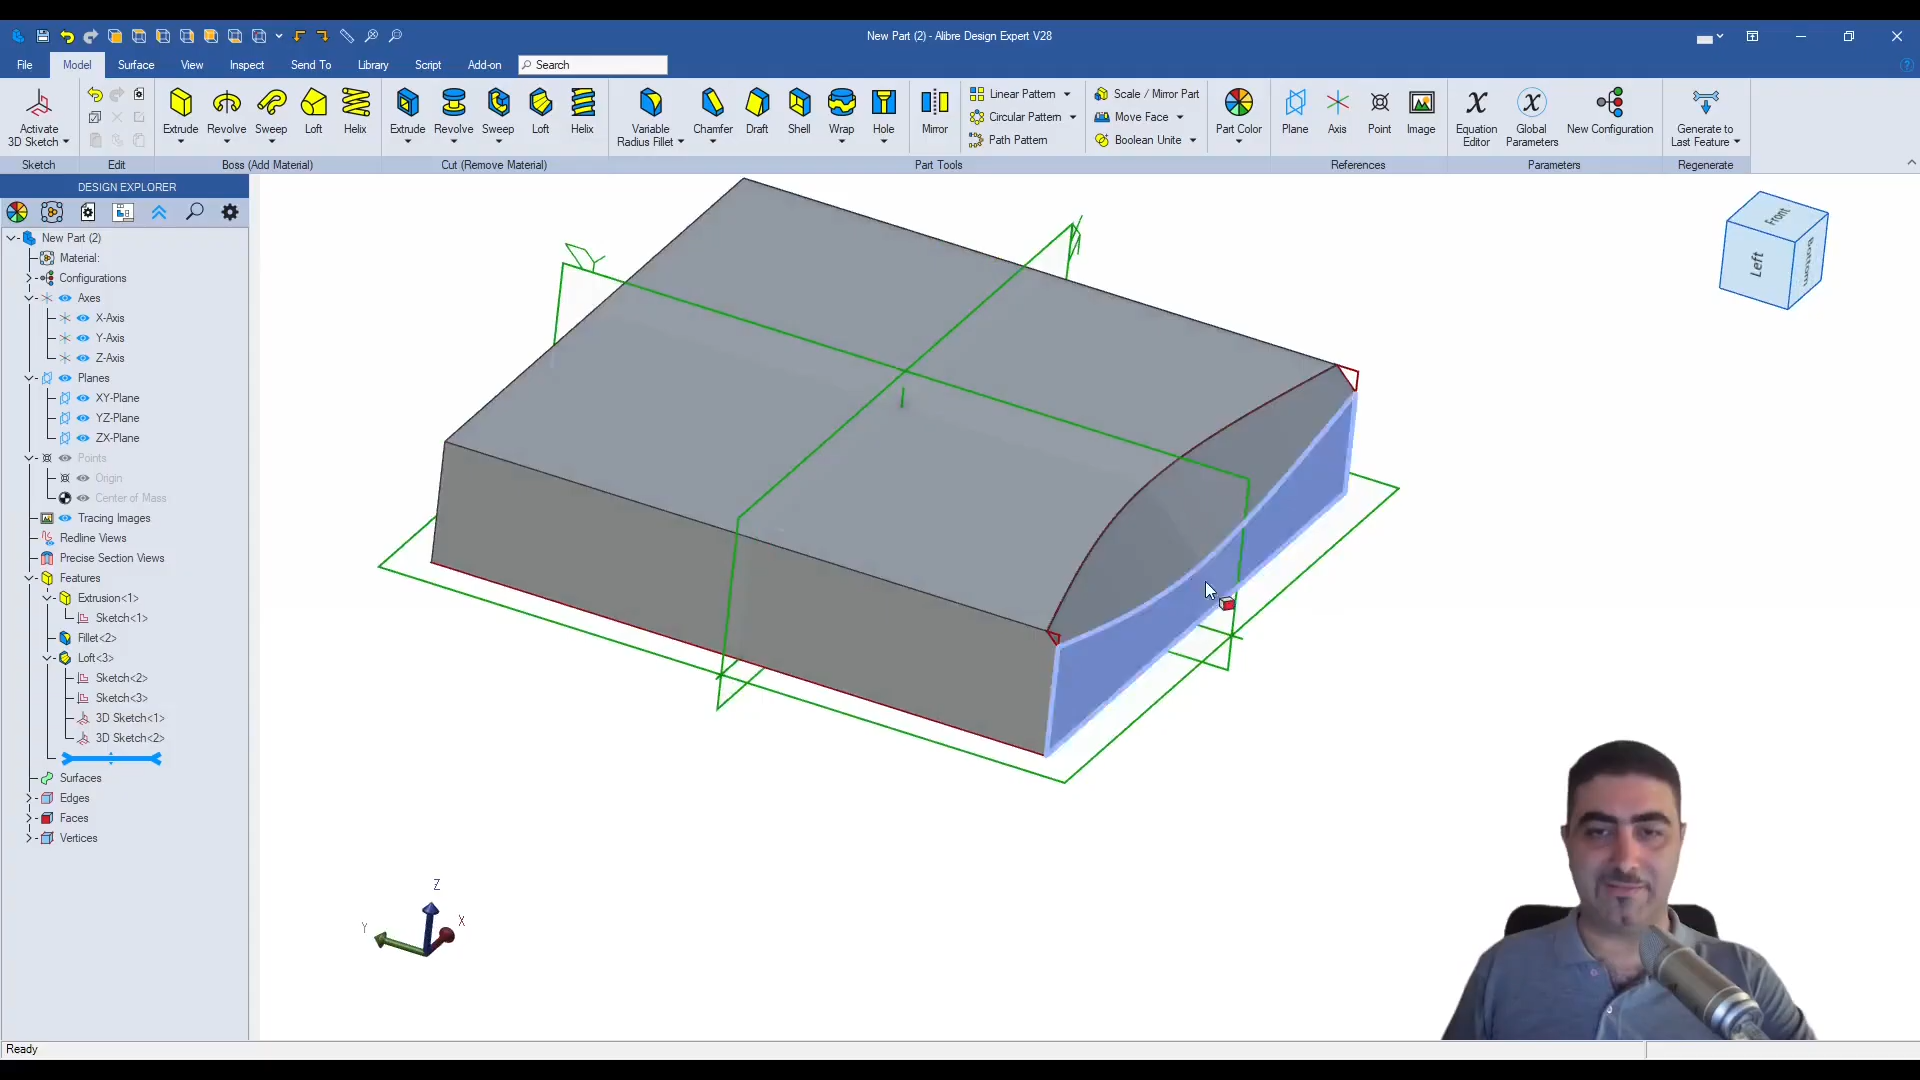 New Part (2) - Alibre Design Expert V28
File Model Surface View Inspect Send To Library Script Add-on Search
Activate 3D Sketch
Sketch
Edit
Extrude Revolve Sweep Loft Helix
Boss (Add Material)
Extrude Revolve Sweep Loft Helix
Cut (Remove Material)
Variable Radius Fillet Chamfer Draft Shell Wrap Hole Mirror
Linear Pattern
Circular Pattern
Path Pattern
Scale / Mirror Part
Move Face
Boolean Unite
Part Color
Part Tools
Plane Axis Point Image
References
Equation Editor Global Parameters New Configuration
Parameters
Generate to Last Feature
Regenerate
DESIGN EXPLORER
New Part (2)
Material:
Configurations
Axes
X-Axis
Y-Axis
Z-Axis
Planes
XY-Plane
YZ-Plane
ZX-Plane
Points
Origin
Center of Mass
Tracing Images
Redline Views
Precise Section Views
Features
Extrusion<1>
Sketch<1>
Fillet<2>
Loft<3>
Sketch<2>
Sketch<3>
3D Sketch<1>
3D Sketch<2>
Surfaces
Edges
Faces
Vertices
Front
Left
Bottom
Z
Y
X
Ready